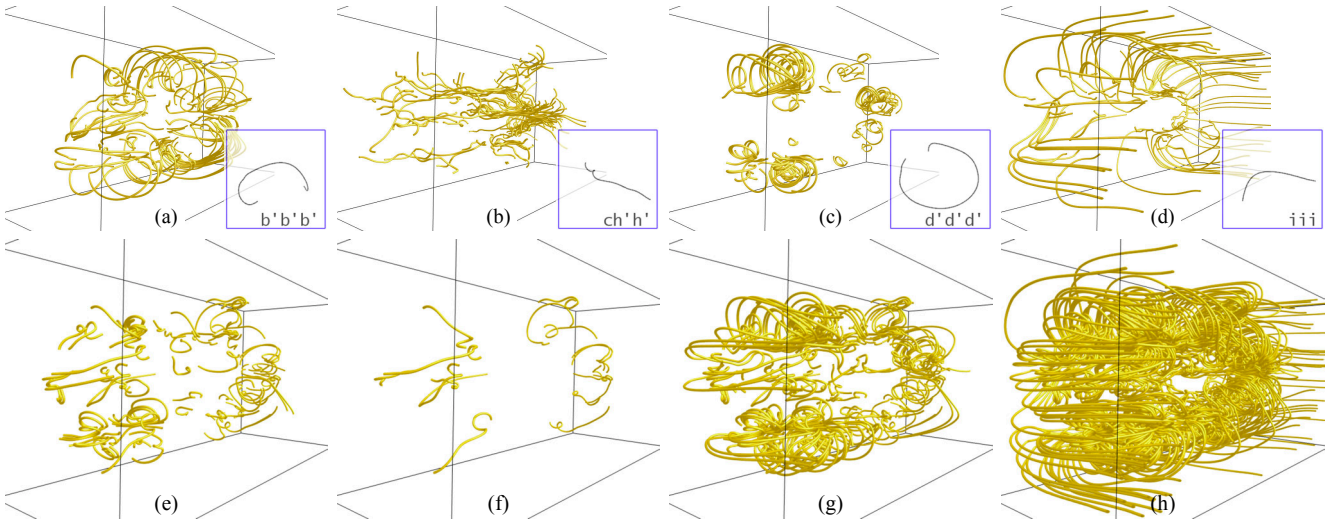 b'b'b'
(a)
ch'h'
(b)
d'd'd'
(c)
iii
(d)
(e)
(f)
(g)
(h)